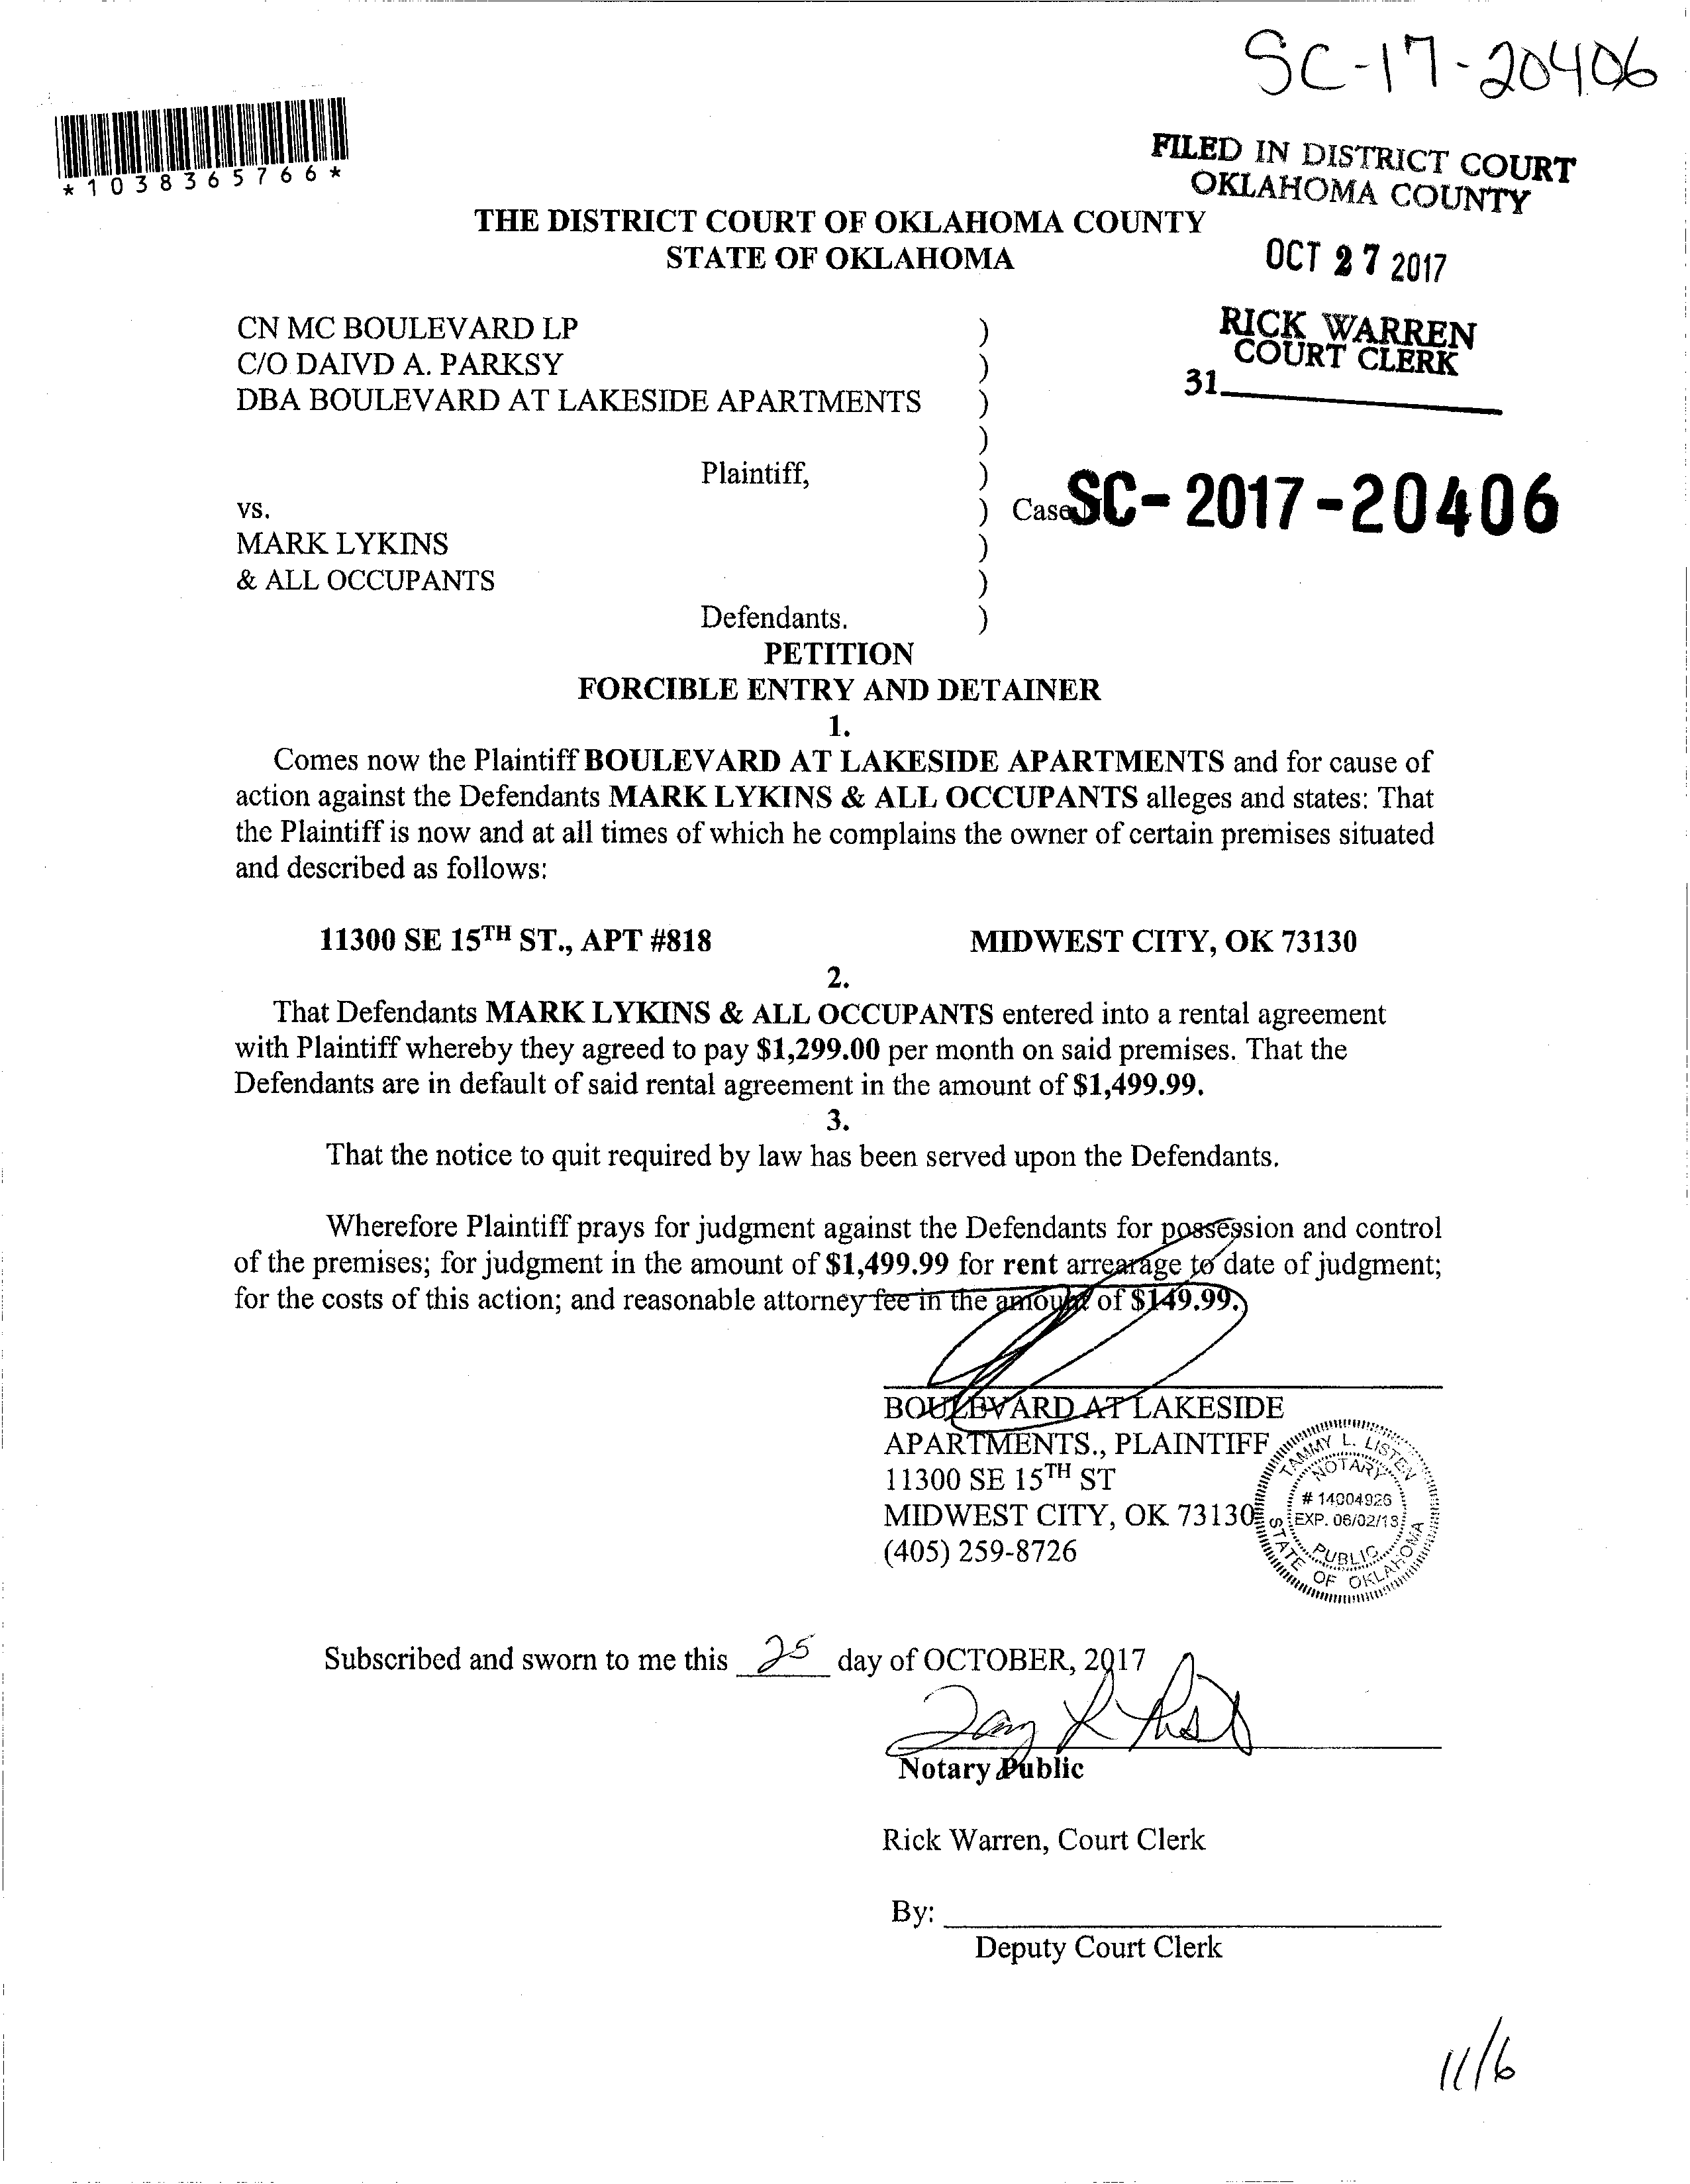 SC-17-20406
*1038365766*
FILED IN DISTRICT COURT
OKLAHOMA COUNTY
THE DISTRICT COURT OF OKLAHOMA COUNTY
STATE OF OKLAHOMA
OCT 27 2017
RICK WARREN
COURT CLERK
31
CN MC BOULEVARD LP )
C/O DAIVD A. PARKSY )
DBA BOULEVARD AT LAKESIDE APARTMENTS )
)
Plaintiff, )
vs. ) Case SC-2017-20406
MARK LYKINS )
& ALL OCCUPANTS )
Defendants. )
PETITION
FORCIBLE ENTRY AND DETAINER
1.
Comes now the Plaintiff BOULEVARD AT LAKESIDE APARTMENTS and for cause of
action against the Defendants MARK LYKINS & ALL OCCUPANTS alleges and states: That
the Plaintiff is now and at all times of which he complains the owner of certain premises situated
and described as follows:
11300 SE 15TH ST., APT #818 MIDWEST CITY, OK 73130
2.
That Defendants MARK LYKINS & ALL OCCUPANTS entered into a rental agreement
with Plaintiff whereby they agreed to pay $1,299.00 per month on said premises. That the
Defendants are in default of said rental agreement in the amount of $1,499.99.
3.
That the notice to quit required by law has been served upon the Defendants.
Wherefore Plaintiff prays for judgment against the Defendants for possession and control
of the premises; for judgment in the amount of $1,499.99 for rent arrearage to date of judgment;
for the costs of this action; and reasonable attorney fee in the amount of $149.99.
BOULEVARD AT LAKESIDE
APARTMENTS., PLAINTIFF
11300 SE 15TH ST
MIDWEST CITY, OK 73130
(405) 259-8726
TAMMY L. LISTEN
NOTARY
# 14004926
EXP. 06/02/18
PUBLIC
STATE OF OKLAHOMA
Subscribed and sworn to me this 25 day of OCTOBER, 2017
Notary Public
Rick Warren, Court Clerk
By:
Deputy Court Clerk
11/6